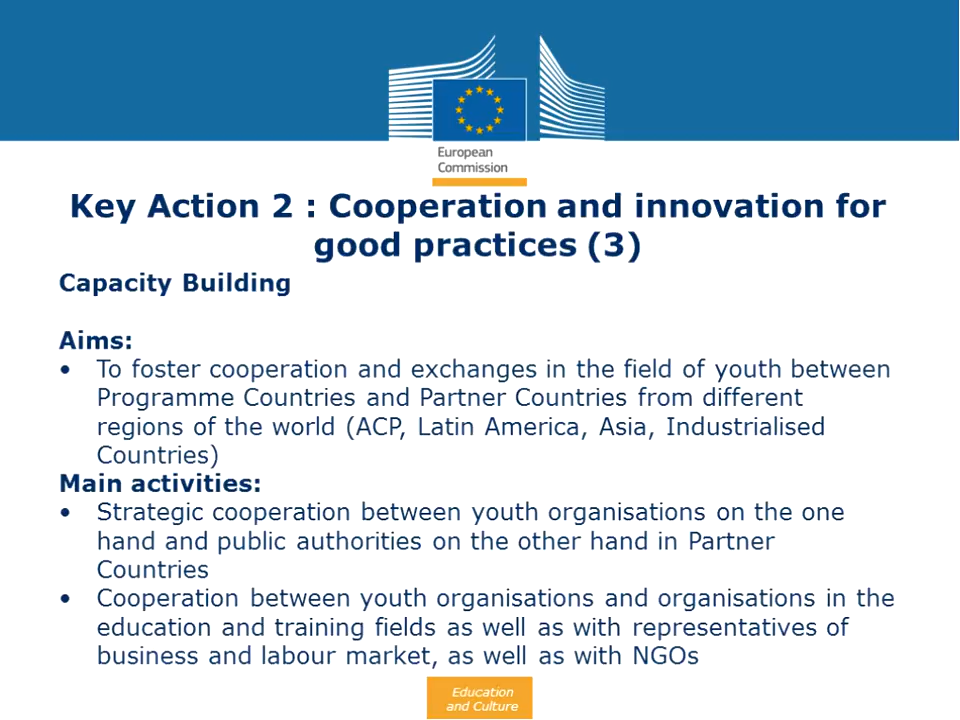 European
Commission
Key Action 2 : Cooperation and innovation for
good practices (3)
Capacity Building
Aims:
• To foster cooperation and exchanges in the field of youth between
Programme Countries and Partner Countries from different
regions of the world (ACP, Latin America, Asia, Industrialised
Countries)
Main activities:
• Strategic cooperation between youth organisations on the one
hand and public authorities on the other hand in Partner
Countries
• Cooperation between youth organisations and organisations in the
education and training fields as well as with representatives of
business and labour market, as well as with NGOs
Education
and Culture